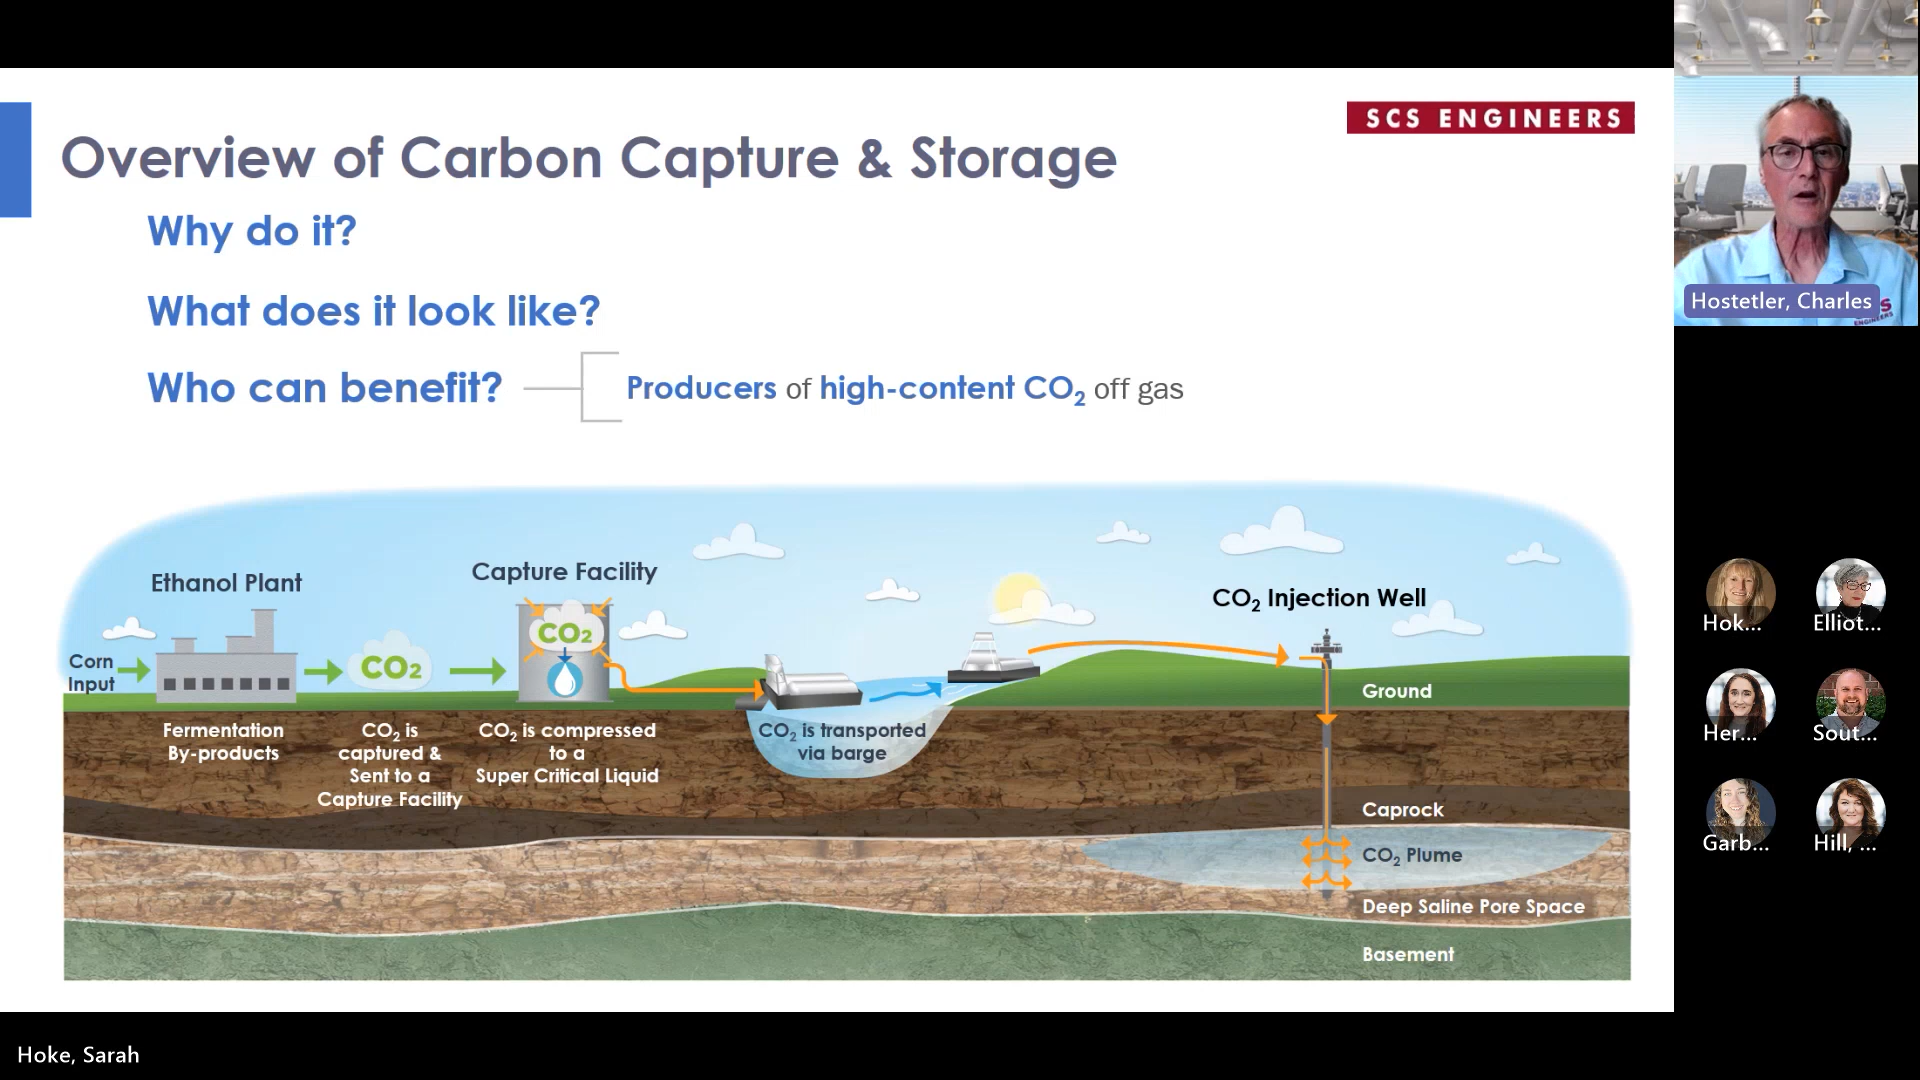 SCS ENGINEERS
Overview of Carbon Capture & Storage
Why do it?
What does it look like?
Who can benefit?
Producers of high-content CO₂ off gas
Ethanol Plant
Capture Facility
CO₂ Injection Well
Corn
Input
CO₂
CO₂
Fermentation
By-products
CO₂ is
captured &
Sent to a
Capture Facility
CO₂ is compressed
to a
Super Critical Liquid
CO₂ is transported
via barge
Ground
Caprock
CO₂ Plume
Deep Saline Pore Space
Basement
Hostetler, Charles
ENGINEERS
Hok...
Elliot...
Her...
Sout...
Garb...
Hill, ...
Hoke, Sarah